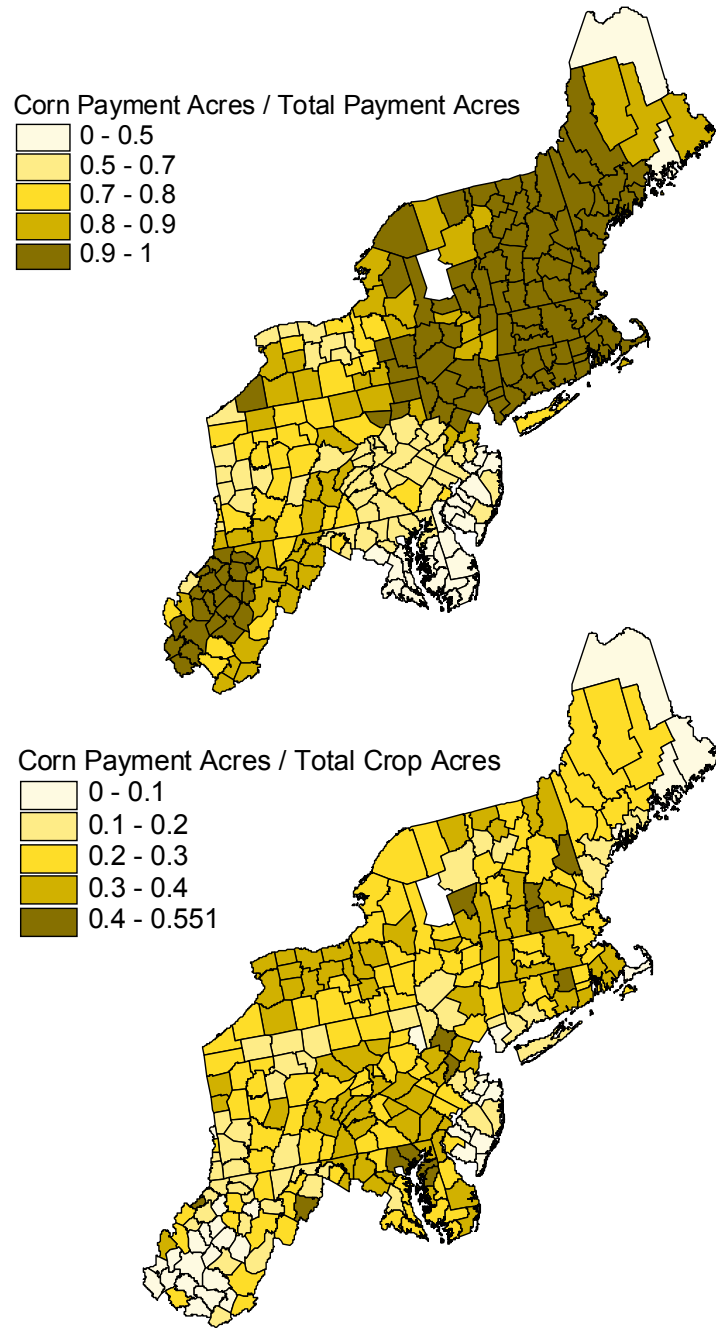 Corn Payment Acres / Total Payment Acres
0 - 0.5
0.5 - 0.7
0.7 - 0.8
0.8 - 0.9
0.9 - 1
Corn Payment Acres / Total Crop Acres
0 - 0.1
0.1 - 0.2
0.2 - 0.3
0.3 - 0.4
0.4 - 0.551